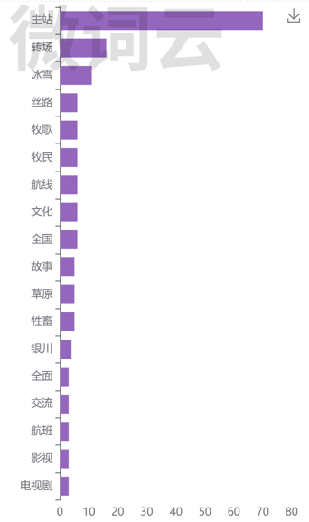 微词云
主站
转场
冰雪
丝路
牧歌
牧民
航线
文化
全国
故事
草原
牲畜
银川
全面
交流
航班
影视
电视剧
0 10 20 30 40 50 60 70 80